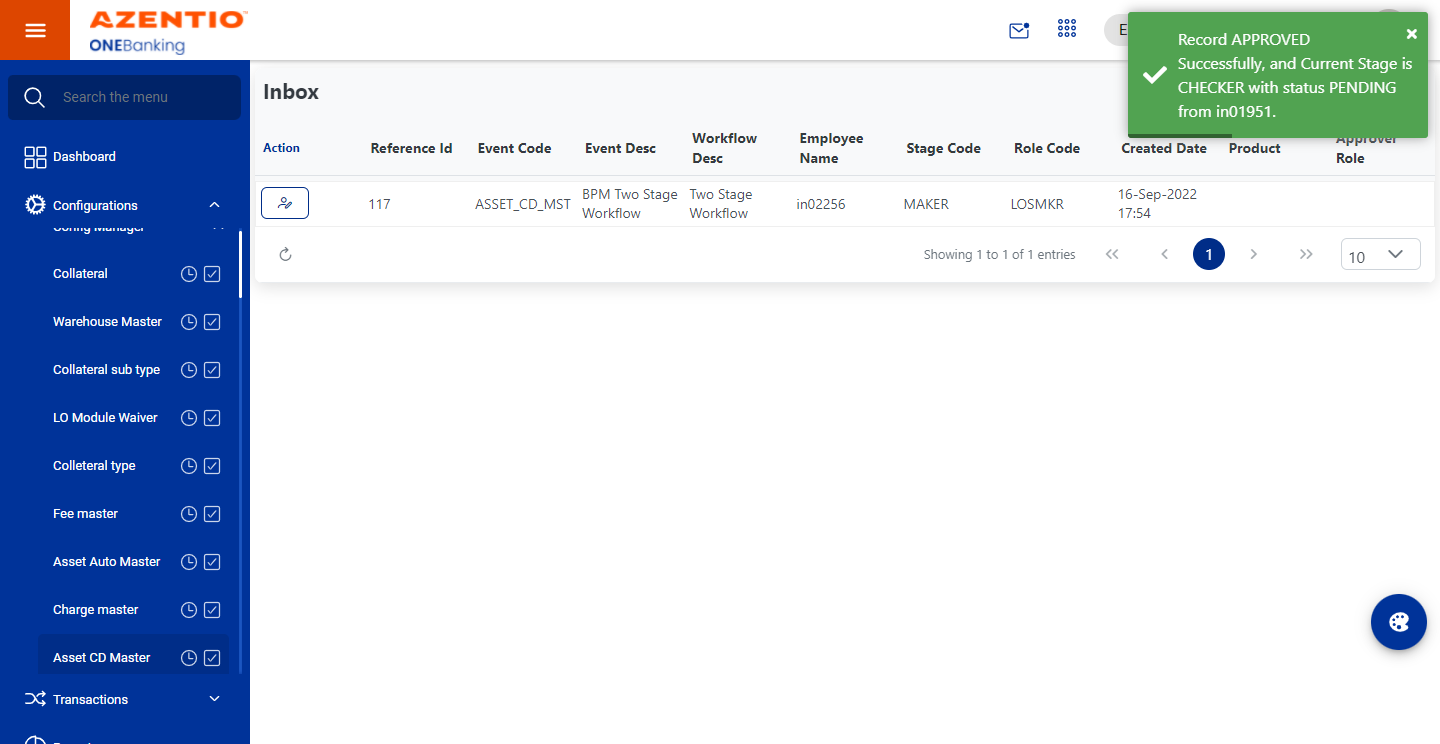 AZENTIO
ONEBanking
E
Record APPROVED
Successfully, and Current Stage is
CHECKER with status PENDING
from in01951.
Search the menu
Dashboard
Configurations
Config Manager
Collateral
Warehouse Master
Collateral sub type
LO Module Waiver
Colleteral type
Fee master
Asset Auto Master
Charge master
Asset CD Master
Transactions
Inbox
Action
Reference Id
Event Code
Event Desc
Workflow
Desc
Employee
Name
Stage Code
Role Code
Created Date
Product
Approver
Role
117
ASSET_CD_MST
BPM Two Stage
Workflow
Two Stage
Workflow
in02256
MAKER
LOSMKR
16-Sep-2022
17:54
Showing 1 to 1 of 1 entries
1
10